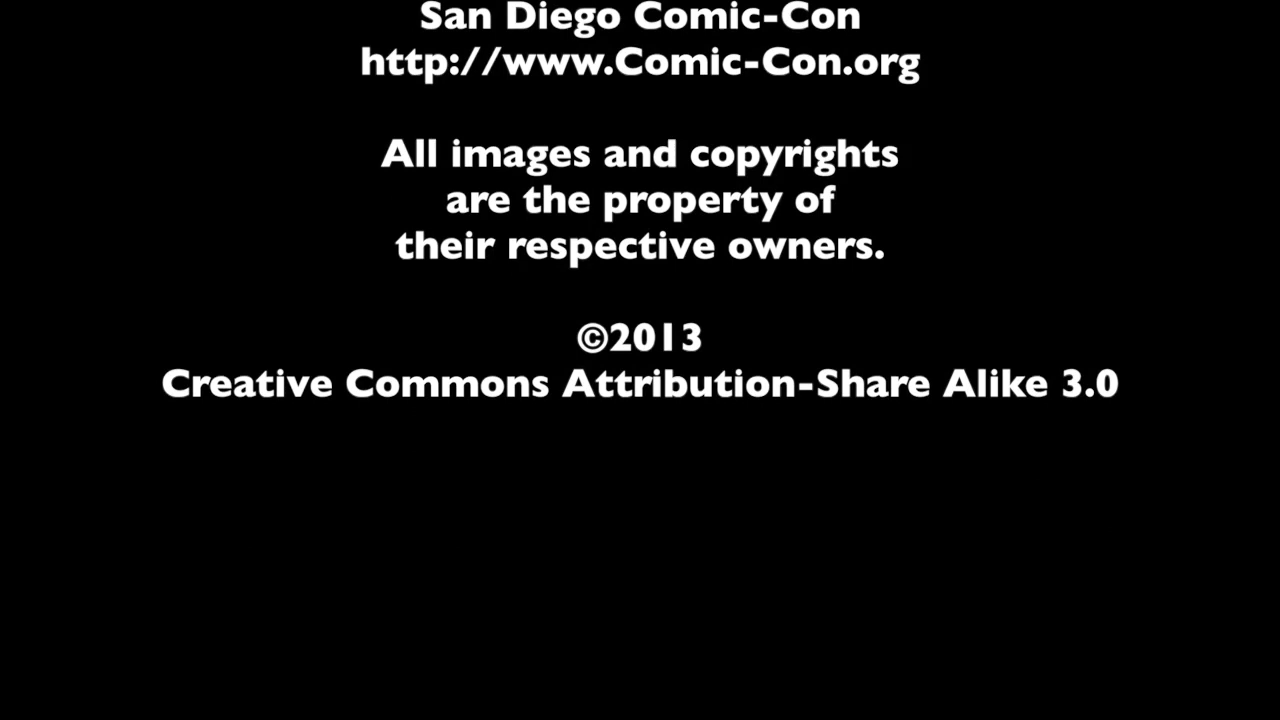 San Diego Comic-Con
http://www.Comic-Con.org
All images and copyrights
are the property of
their respective owners.
©2013
Creative Commons Attribution-Share Alike 3.0